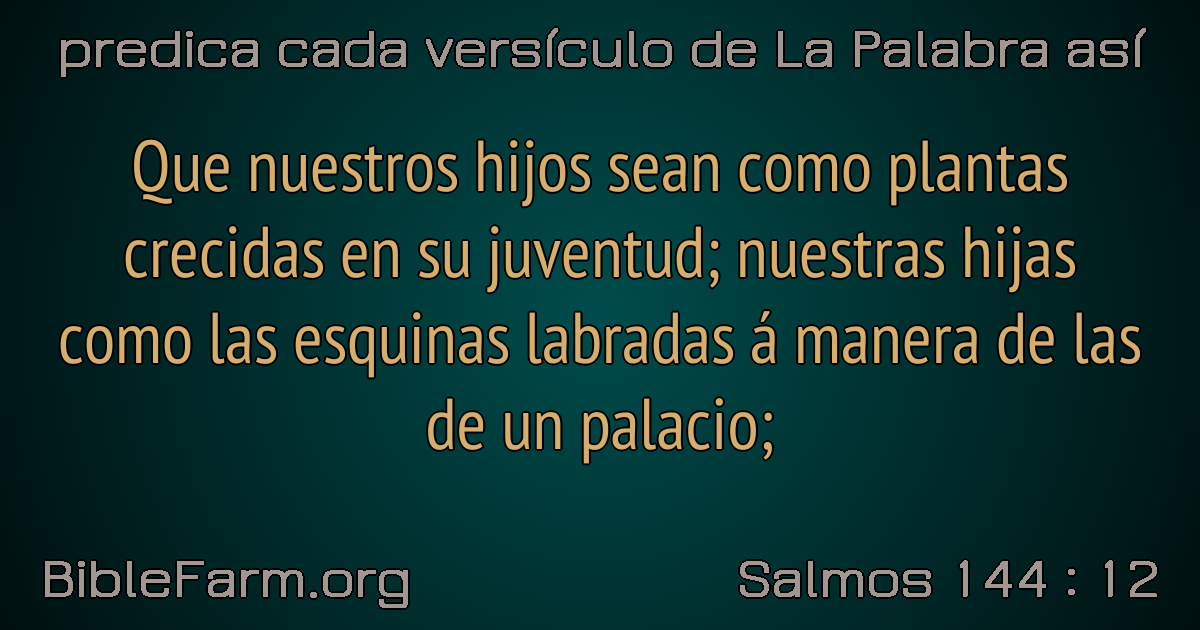 predica cada versículo de La Palabra así
Que nuestros hijos sean como plantas
crecidas en su juventud; nuestras hijas
como las esquinas labradas á manera de las
de un palacio;
BibleFarm.org
Salmos 144 : 12